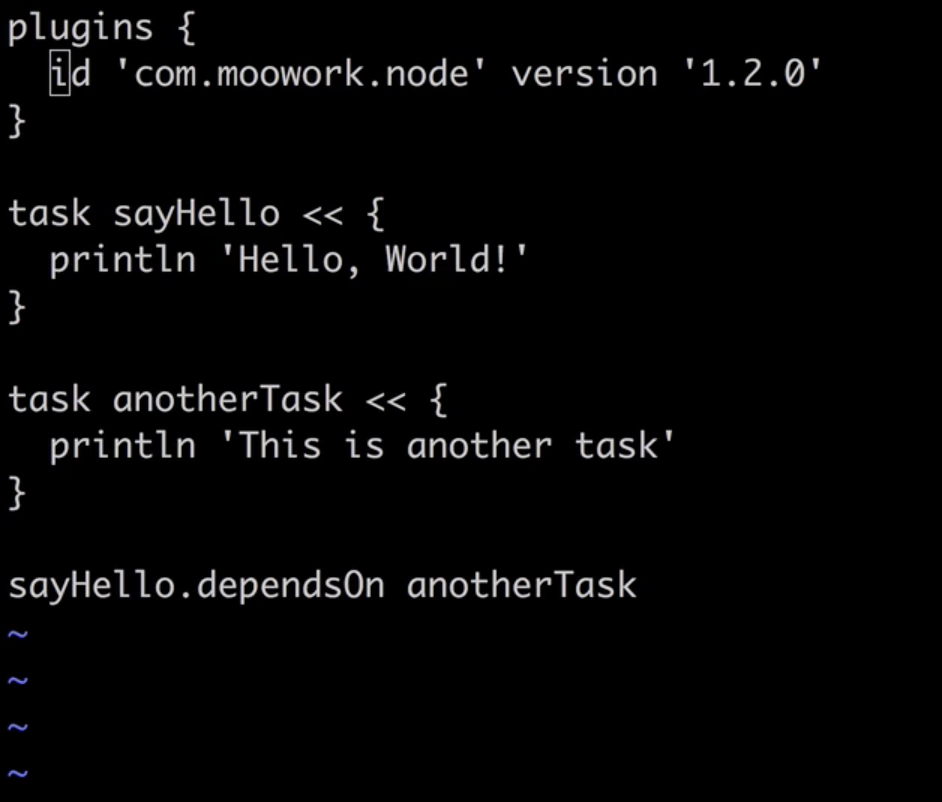 plugins {
  id 'com.moowork.node' version '1.2.0'
}

task sayHello << {
  println 'Hello, World!'
}

task anotherTask << {
  println 'This is another task'
}

sayHello.dependsOn anotherTask
~
~
~
~